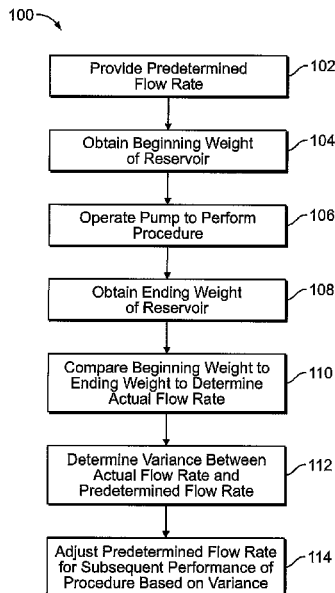 100
Provide Predetermined
Flow Rate
102
Obtain Beginning Weight
of Reservoir
104
Operate Pump to Perform
Procedure
106
Obtain Ending Weight
of Reservoir
108
Compare Beginning Weight to
Ending Weight to Determine
Actual Flow Rate
110
Determine Variance Between
Actual Flow Rate and
Predetermined Flow Rate
112
Adjust Predetermined Flow Rate
for Subsequent Performance of
Procedure Based on Variance
114